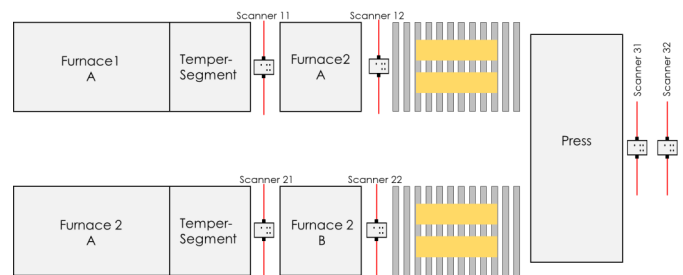 Scanner 11
Scanner 12
Furnace1
A
Temper-
Segment
Furnace2
A
Scanner 31
Scanner 32
Press
Scanner 21
Scanner 22
Furnace 2
A
Temper-
Segment
Furnace 2
B